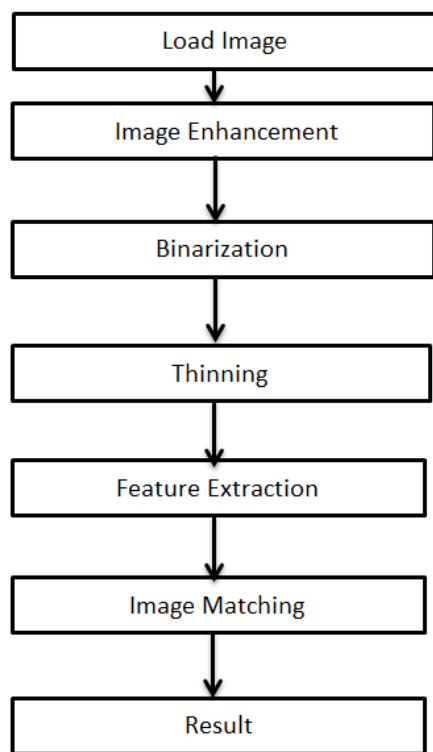 Load Image
Image Enhancement
Binarization
Thinning
Feature Extraction
Image Matching
Result